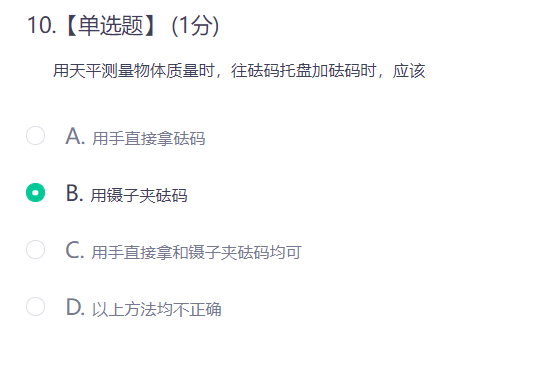 10.【单选题】 (1分)
用天平测量物体质量时，往砝码托盘加砝码时，应该
A. 用手直接拿砝码
B. 用镊子夹砝码
C. 用手直接拿和镊子夹砝码均可
D. 以上方法均不正确